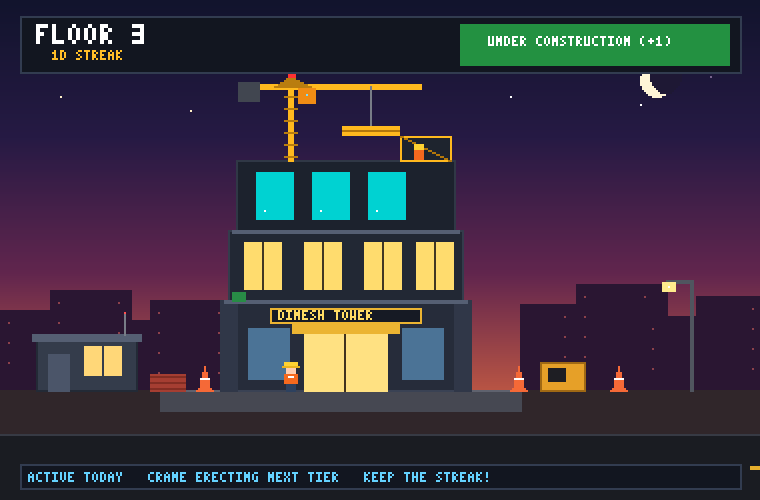 FLOOR 3
1D STREAK
UNDER CONSTRUCTION (+1)
DINESH TOWER
ACTIVE TODAY CRANE ERECTING NEXT TIER KEEP THE STREAK!